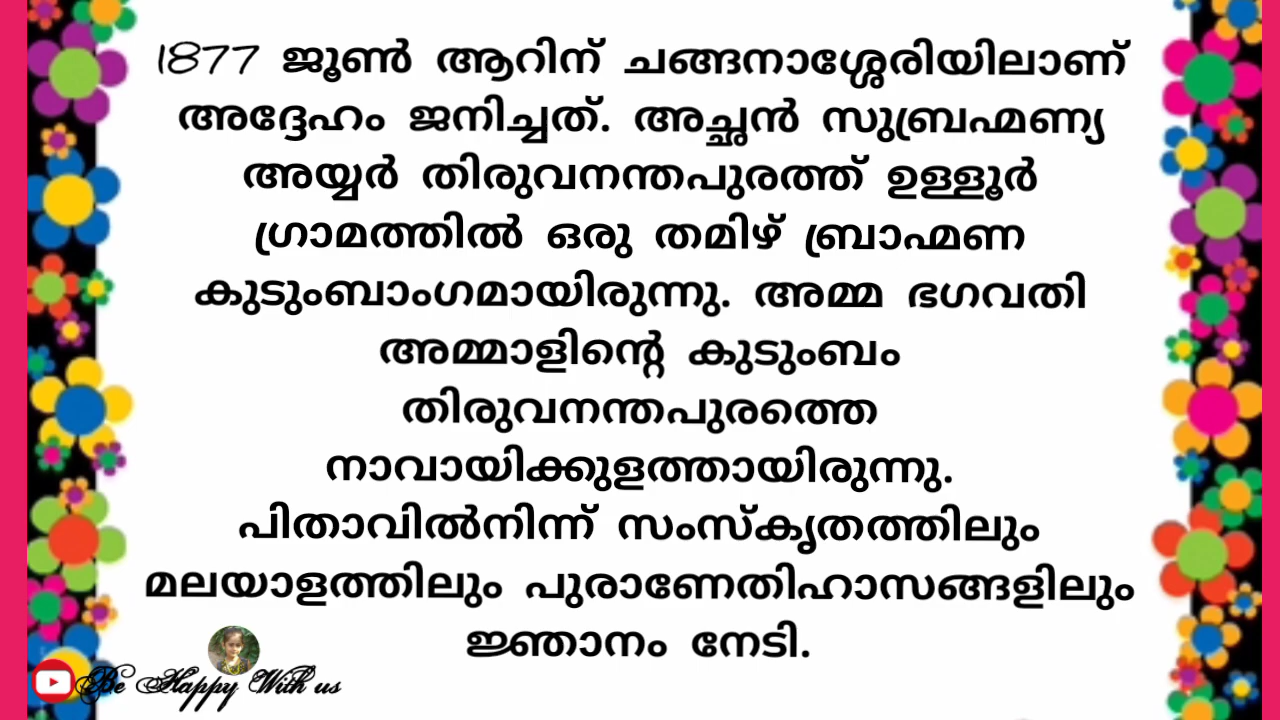 1877 ജൂൺ ആറിന് ചങ്ങനാശ്ശേരിയിലാണ്
അദ്ദേഹം ജനിച്ചത്. അച്ഛൻ സുബ്രഹ്മണ്യ
അയ്യർ തിരുവനന്തപുരത്ത് ഉള്ളൂർ
ഗ്രാമത്തിൽ ഒരു തമിഴ് ബ്രാഹ്മണ
കുടുംബാംഗമായിരുന്നു. അമ്മ ഭഗവതി
അമ്മാളിന്റെ കുടുംബം
തിരുവനന്തപുരത്തെ
നാവായിക്കുളത്തായിരുന്നു.
പിതാവിൽനിന്ന് സംസ്കൃതത്തിലും
മലയാളത്തിലും പുരാണേതിഹാസങ്ങളിലും
ജ്ഞാനം നേടി.
Be Happy With us